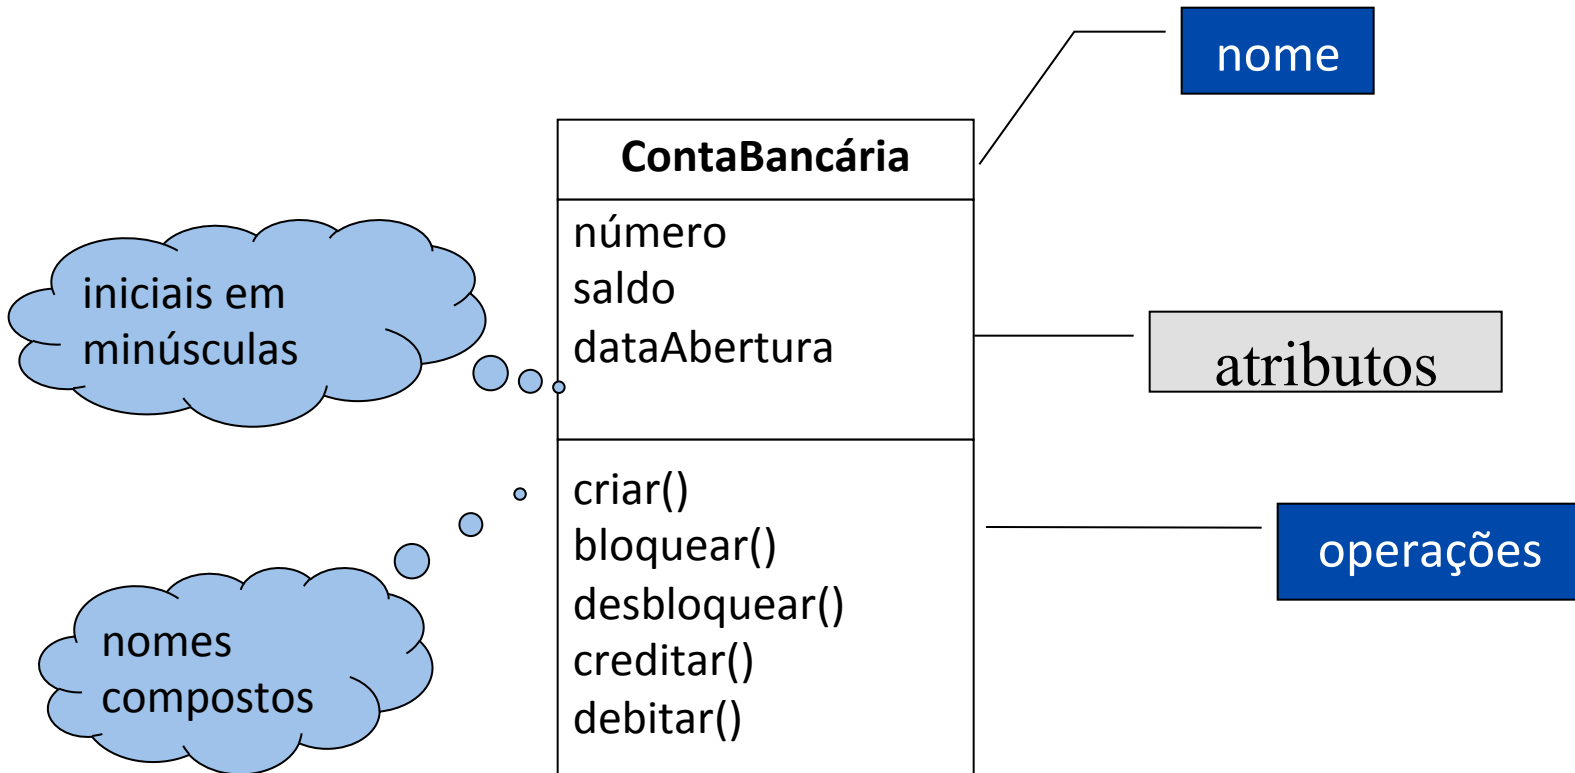 nome
ContaBancária
número
saldo
dataAbertura
iniciais em
minúsculas
atributos
criar()
bloquear()
desbloquear()
creditar()
debitar()
operações
nomes
compostos